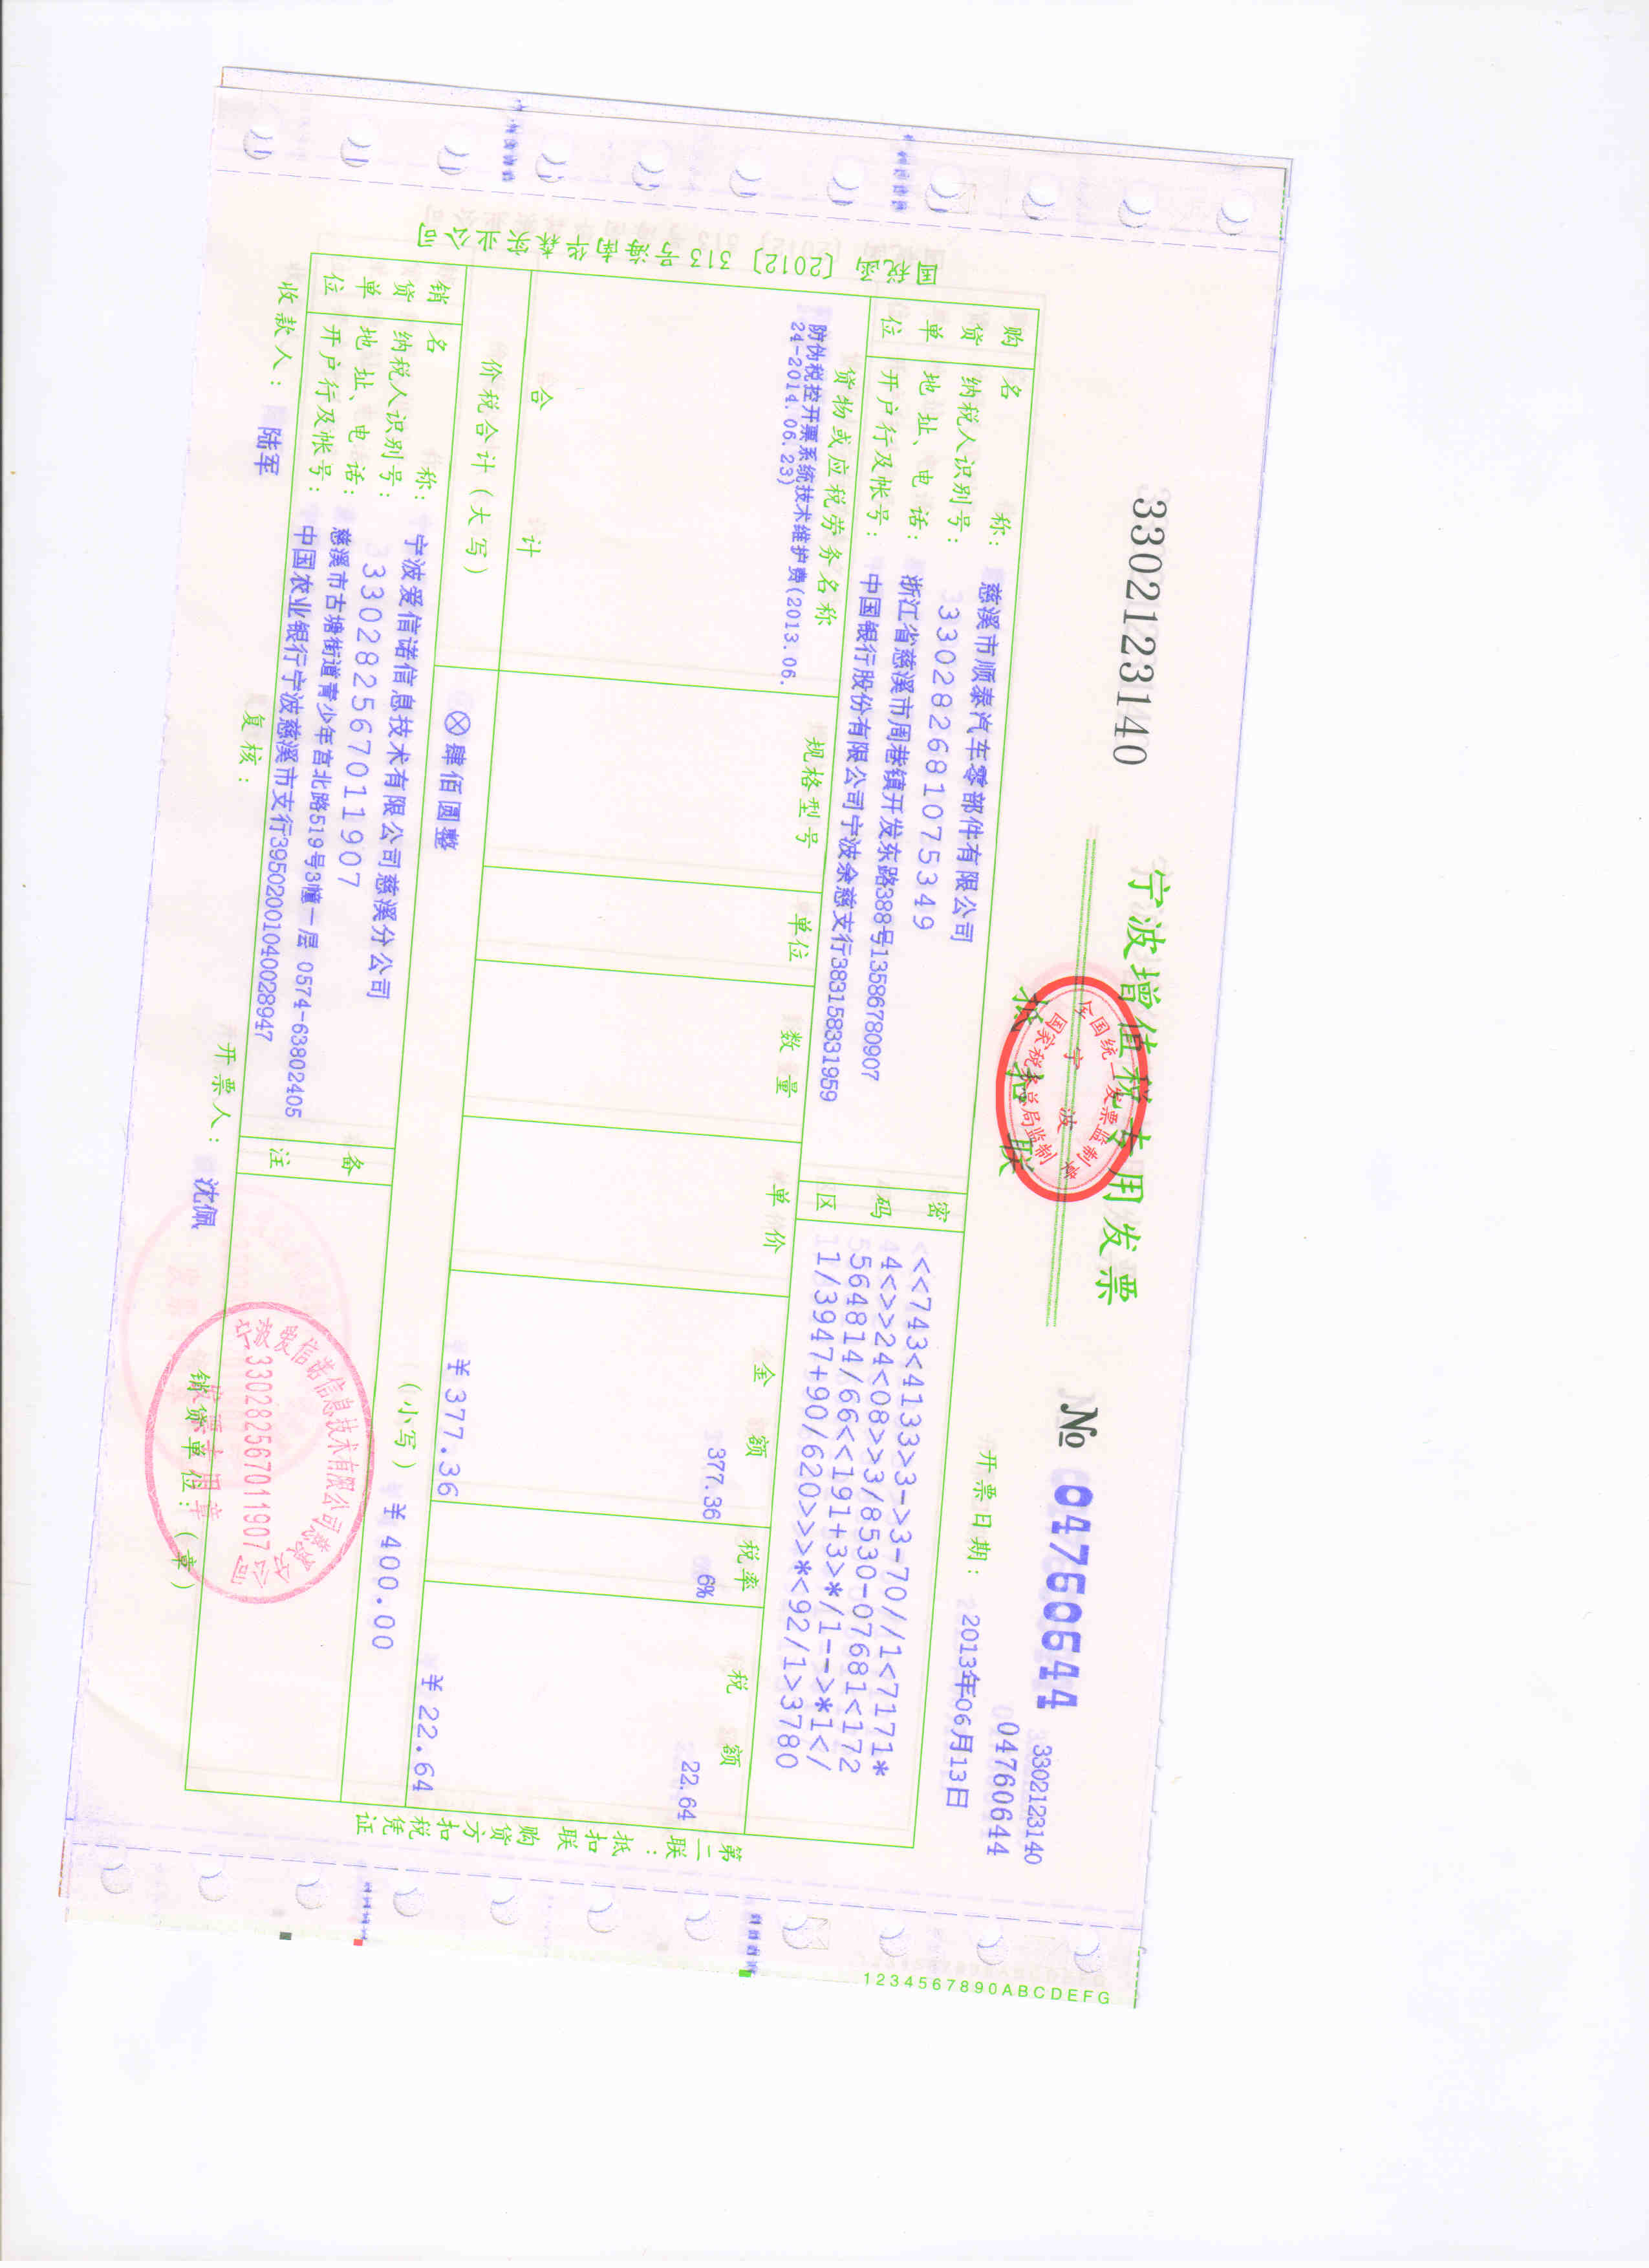 3302123140
宁波增值税专用发票
№ 04760644
3302123140
04760644
抵扣联
全国统一发票监制章
宁波
国家税务总局监制
开票日期: 2013年06月13日
国税函 [2012] 313 号海南华森实业公司
购货单位
名 称: 慈溪市顺泰汽车零部件有限公司
纳税人识别号: 330282681075349
地 址、电 话: 浙江省慈溪市周巷镇开发东路388号13586780907
开户行及帐号: 中国银行股份有限公司宁波余慈支行383158331959
密码区
<<743<4133>3->3-70//1<7171*
4<>>24<08>>3/8530-07681<172
564814/66<<191+3>*/1-->*1</
1/3947+90/620>>>*<92/1>3780
货物或应税劳务名称 规格型号 单位 数 量 单 价 金 额 税率 税 额
防伪税控开票系统技术维护费(2013.06.
24-2014.06.23) 377.36 6% 22.64
合 计 ¥377.36 ¥22.64
价税合计(大写) ⊗肆佰圆整 (小写) ¥400.00
销货单位
名 称: 宁波爱信诺信息技术有限公司慈溪分公司
纳税人识别号: 330282567011907
地 址、电 话: 慈溪市古塘街道青少年宫北路519号3幢一层 0574-63802405
开户行及帐号: 中国农业银行宁波慈溪市支行39502001040028947
备注
宁波爱信诺信息技术有限公司慈溪分公司
330282567011907
发票专用章
收款人: 陆军 复核: 开票人: 沈佩 销货单位:(章)
第二联:抵扣联 购货方扣税凭证
1234567890ABCDEFG